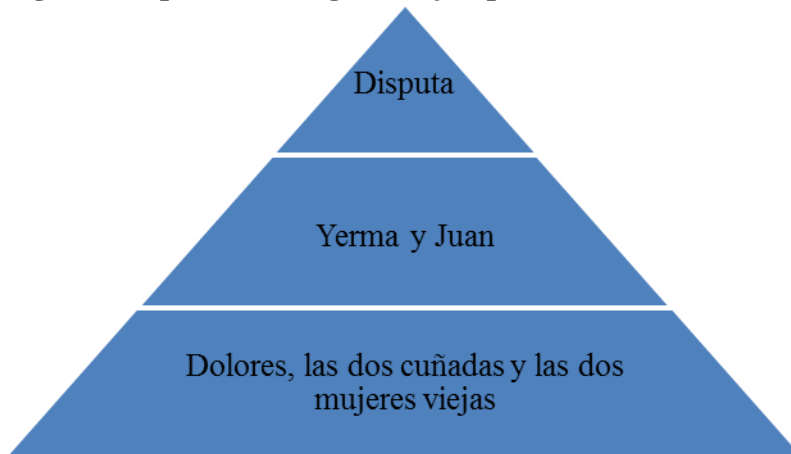 Disputa
Yerma y Juan
Dolores, las dos cuñadas y las dos
mujeres viejas